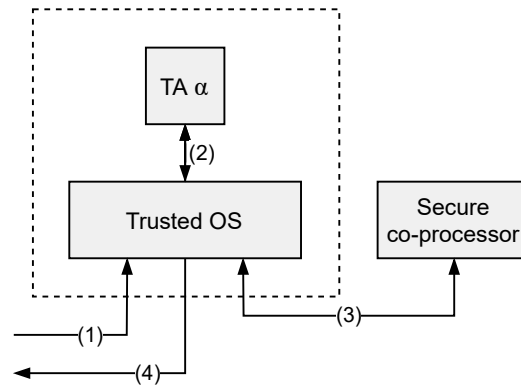 TA α
(2)
Trusted OS
Secure
co-processor
(3)
(1)
(4)